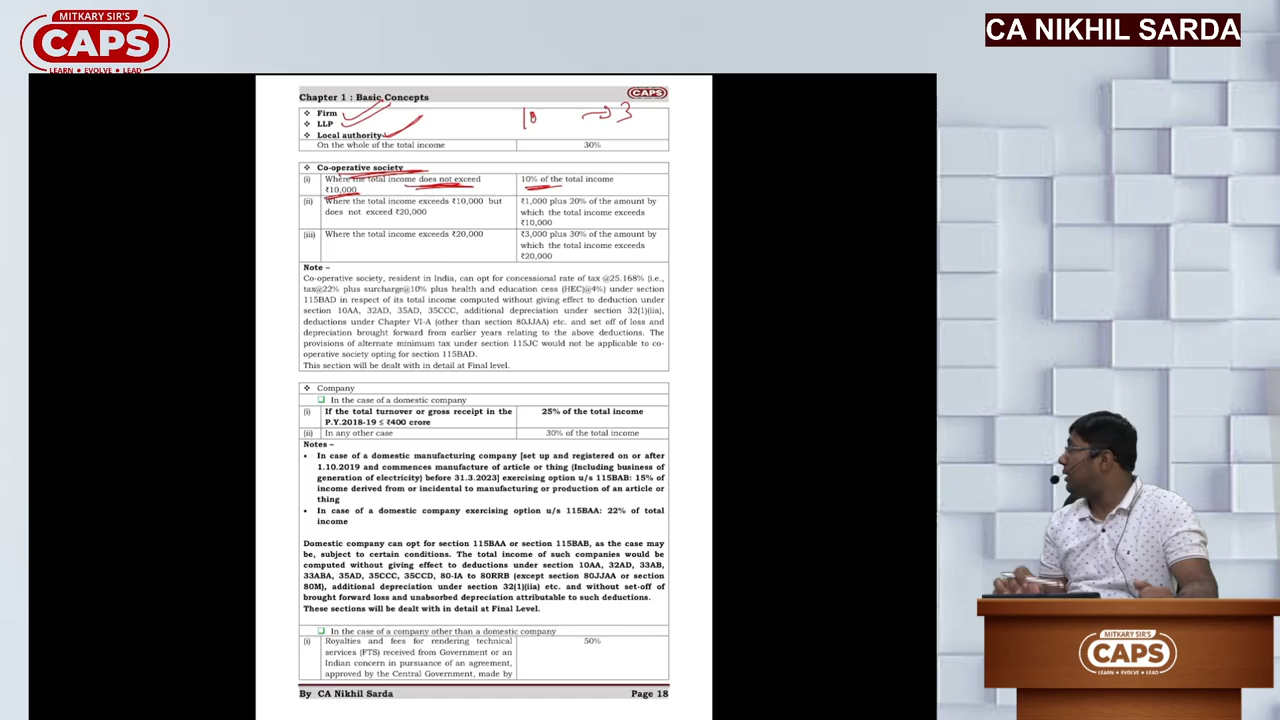 MITKARY SIR'S
CAPS
LEARN • EVOLVE • LEAD
CA NIKHIL SARDA
Chapter 1 : Basic Concepts
CAPS
❖ Firm
❖ LLP
❖ Local authority
On the whole of the total income 30%
10 → 3
❖ Co-operative society
(i) Where the total income does not exceed ₹10,000 10% of the total income
(ii) Where the total income exceeds ₹10,000 but does not exceed ₹20,000 ₹1,000 plus 20% of the amount by which the total income exceeds ₹10,000
(iii) Where the total income exceeds ₹20,000 ₹3,000 plus 30% of the amount by which the total income exceeds ₹20,000
Note –
Co-operative society, resident in India, can opt for concessional rate of tax @25.168% (i.e.,
tax@22% plus surcharge@10% plus health and education cess (HEC)@4%) under section
115BAD in respect of its total income computed without giving effect to deduction under
section 10AA, 32AD, 35AD, 35CCC, additional depreciation under section 32(1)(iia),
deductions under Chapter VI-A (other than section 80JJAA) etc. and set off of loss and
depreciation brought forward from earlier years relating to the above deductions. The
provisions of alternate minimum tax under section 115JC would not be applicable to co-
operative society opting for section 115BAD.
This section will be dealt with in detail at Final level.
❖ Company
❑ In the case of a domestic company
(i) If the total turnover or gross receipt in the P.Y.2018-19 ≤ ₹400 crore 25% of the total income
(ii) In any other case 30% of the total income
Notes –
• In case of a domestic manufacturing company [set up and registered on or after
1.10.2019 and commences manufacture of article or thing (Including business of
generation of electricity) before 31.3.2023] exercising option u/s 115BAB: 15% of
income derived from or incidental to manufacturing or production of an article or
thing
• In case of a domestic company exercising option u/s 115BAA: 22% of total
income
Domestic company can opt for section 115BAA or section 115BAB, as the case may
be, subject to certain conditions. The total income of such companies would be
computed without giving effect to deductions under section 10AA, 32AD, 33AB,
33ABA, 35AD, 35CCC, 35CCD, 80-IA to 80RRB (except section 80JJAA or section
80M), additional depreciation under section 32(1)(iia) etc. and without set-off of
brought forward loss and unabsorbed depreciation attributable to such deductions.
These sections will be dealt with in detail at Final Level.
❑ In the case of a company other than a domestic company
(i) Royalties and fees for rendering technical 50%
services (FTS) received from Government or an
Indian concern in pursuance of an agreement,
approved by the Central Government, made by
By CA Nikhil Sarda Page 18
MITKARY SIR'S
CAPS
LEARN • EVOLVE • LEAD